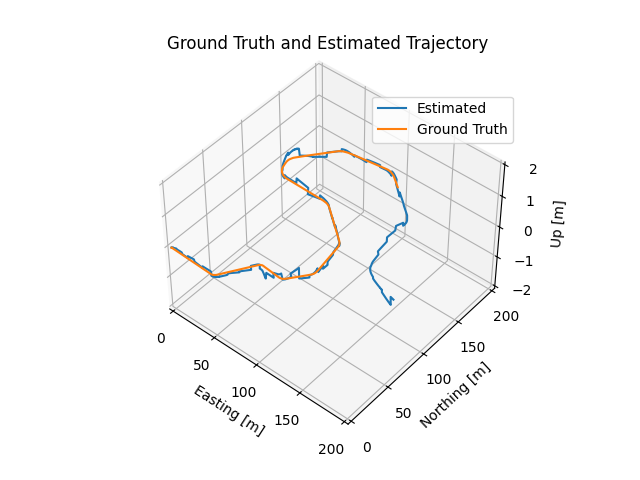 Ground Truth and Estimated Trajectory
Estimated
Ground Truth
2
1
0
−1
−2
Up [m]
0
50
100
150
200
Easting [m]
0
50
100
150
200
Northing [m]